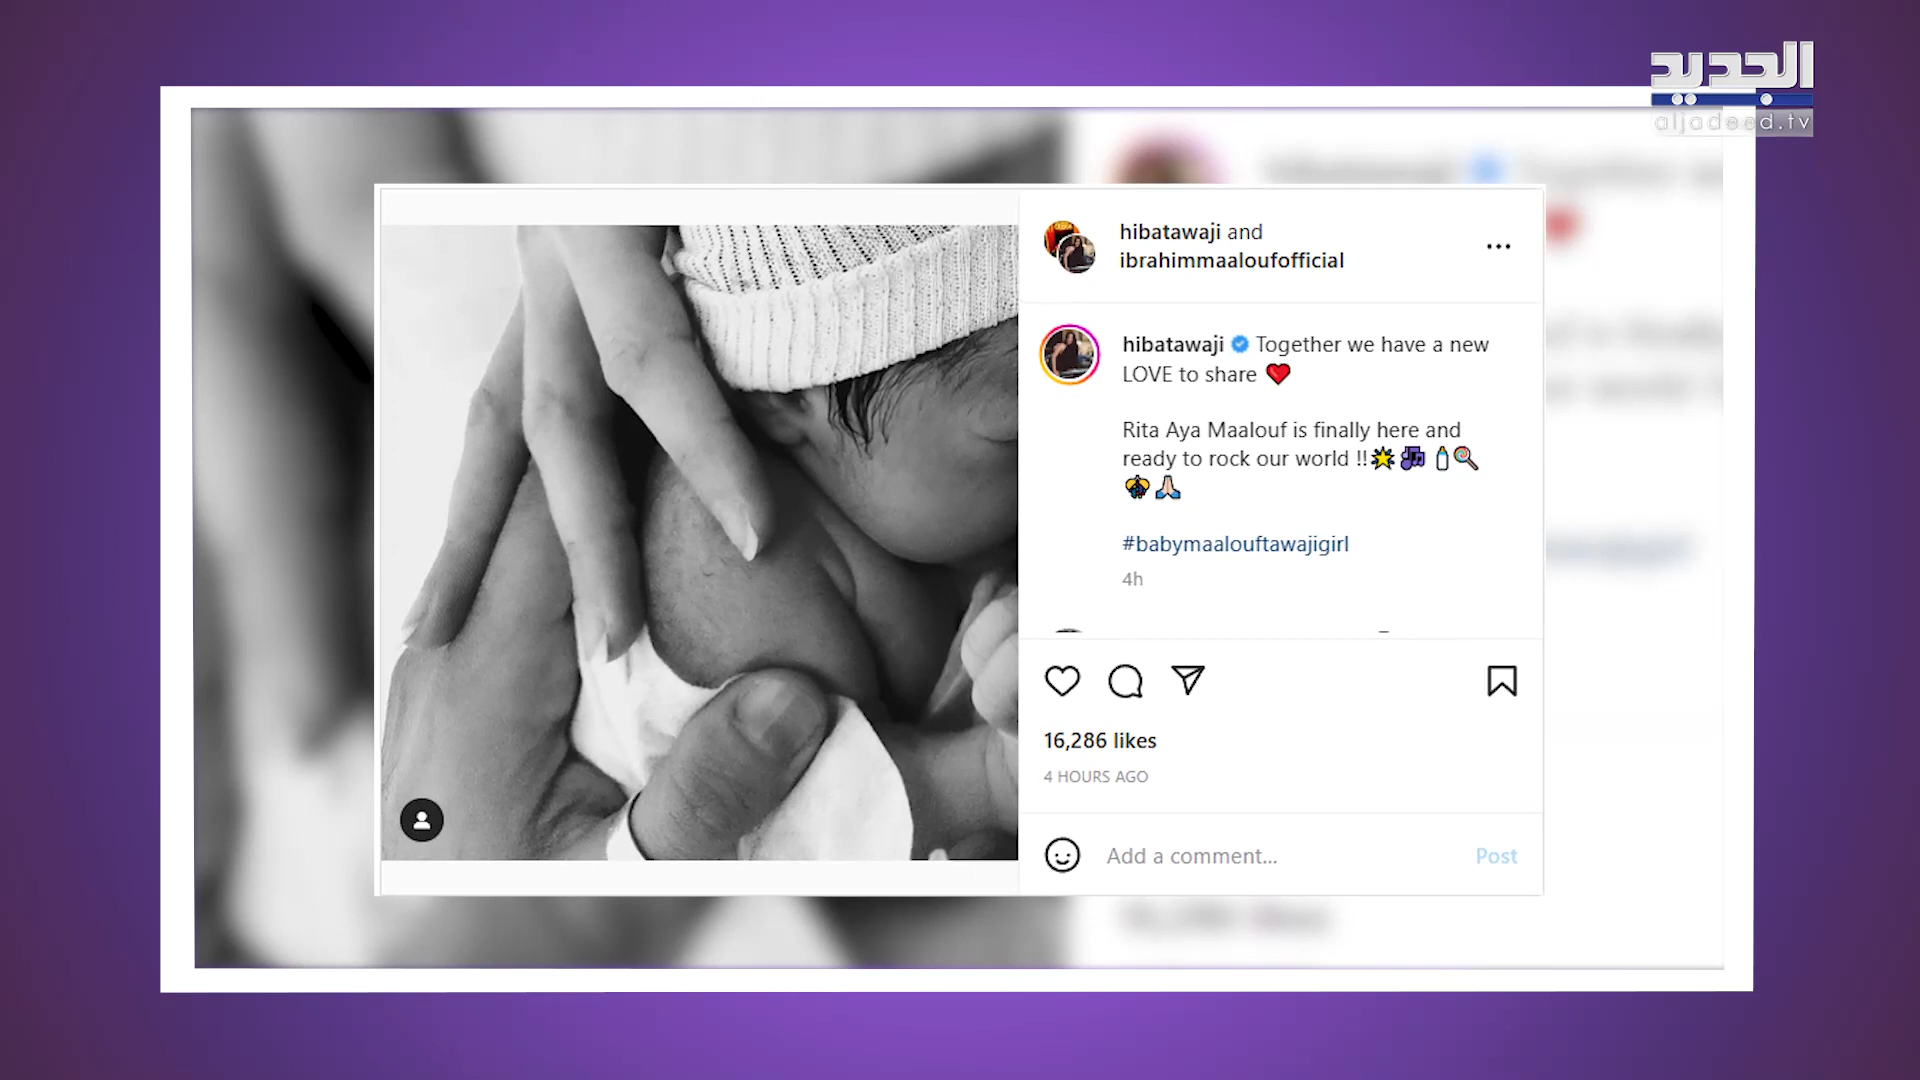 الجديد
aljadeed.tv
hibatawaji and
ibrahimmaaloufofficial
hibatawaji Together we have a new
LOVE to share ❤️
Rita Aya Maalouf is finally here and
ready to rock our world !!🌟🎶🍼🍭
🙏🏻
#babymaalouftawajigirl
4h
16,286 likes
4 HOURS AGO
Add a comment...
Post